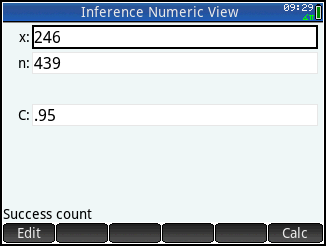 Inference Numeric View
09:29
x: 246
n: 439
C: .95
Success count
Edit Calc